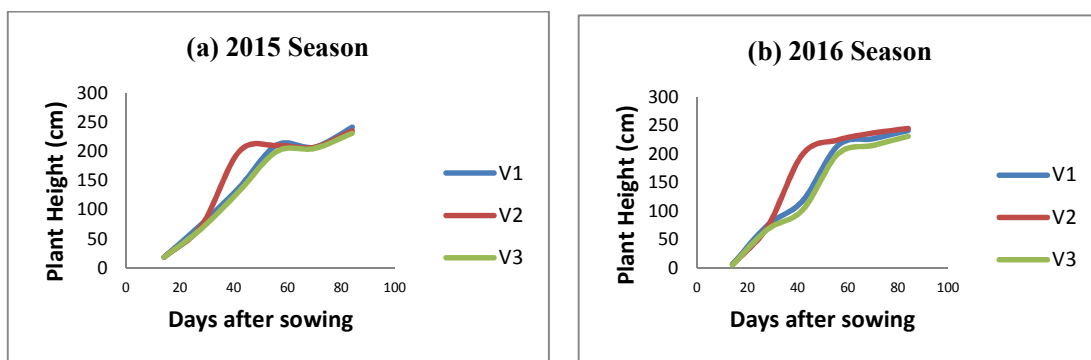 (a) 2015 Season
Plant Height (cm)
300
250
200
150
100
50
0
0 20 40 60 80 100
Days after sowing
V1
V2
V3
(b) 2016 Season
Plant Height (cm)
300
250
200
150
100
50
0
0 20 40 60 80 100
Days after sowing
V1
V2
V3